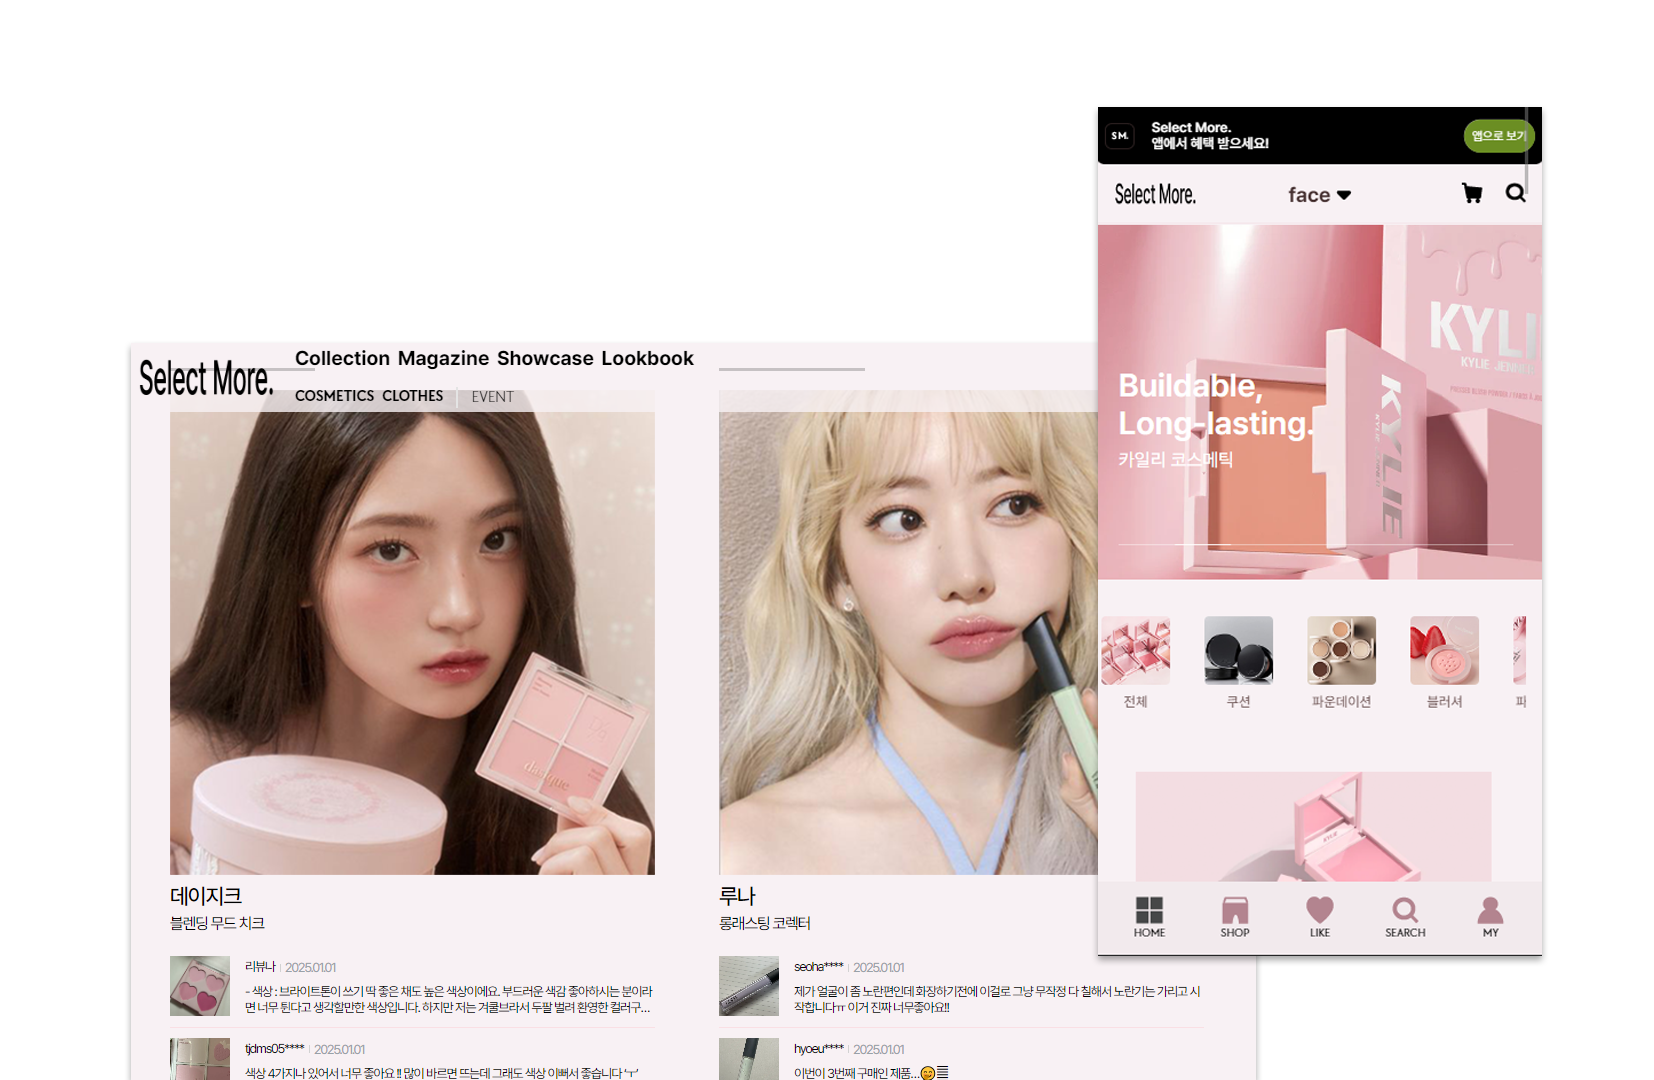 Select More.
Collection Magazine Showcase Lookbook
COSMETICS CLOTHES EVENT
dasique
데이지크
블렌딩 무드 치크
리뷰나 2025.01.01
- 색상 : 브라이트톤이 쓰기 딱 좋은 채도 높은 색상이에요. 부드러운 색감 좋아하시는 분이라
면 너무 튄다고 생각할만한 색상입니다. 하지만 저는 겨쿨브라서 두팔 벌려 환영한 컬러구...
tjdms05**** 2025.01.01
색상 4가지나 있어서 너무 좋아요 !! 많이 바르면 뜨는데 그래도 색상 이뻐서 좋습니다 'ㅜ'
루나
롱래스팅 코렉터
seoha**** 2025.01.01
제가 얼굴이 좀 노란편인데 화장하기전에 이걸로 그냥 무작정 다 칠해서 노란기는 가리고 시
작합니다ㅠ 이거 진짜 너무좋아요!!
hyoeu**** 2025.01.01
이번이 3번째 구매인 제품...😊
SM.
Select More.
앱에서 혜택 받으세요!
앱으로 보기
Select More.
face
KYLI
KYLIE JENNER
KYLIE
Buildable,
Long-lasting.
카일리 코스메틱
전체
쿠션
파운데이션
블러셔
파
KYLIE
HOME
SHOP
LIKE
SEARCH
MY